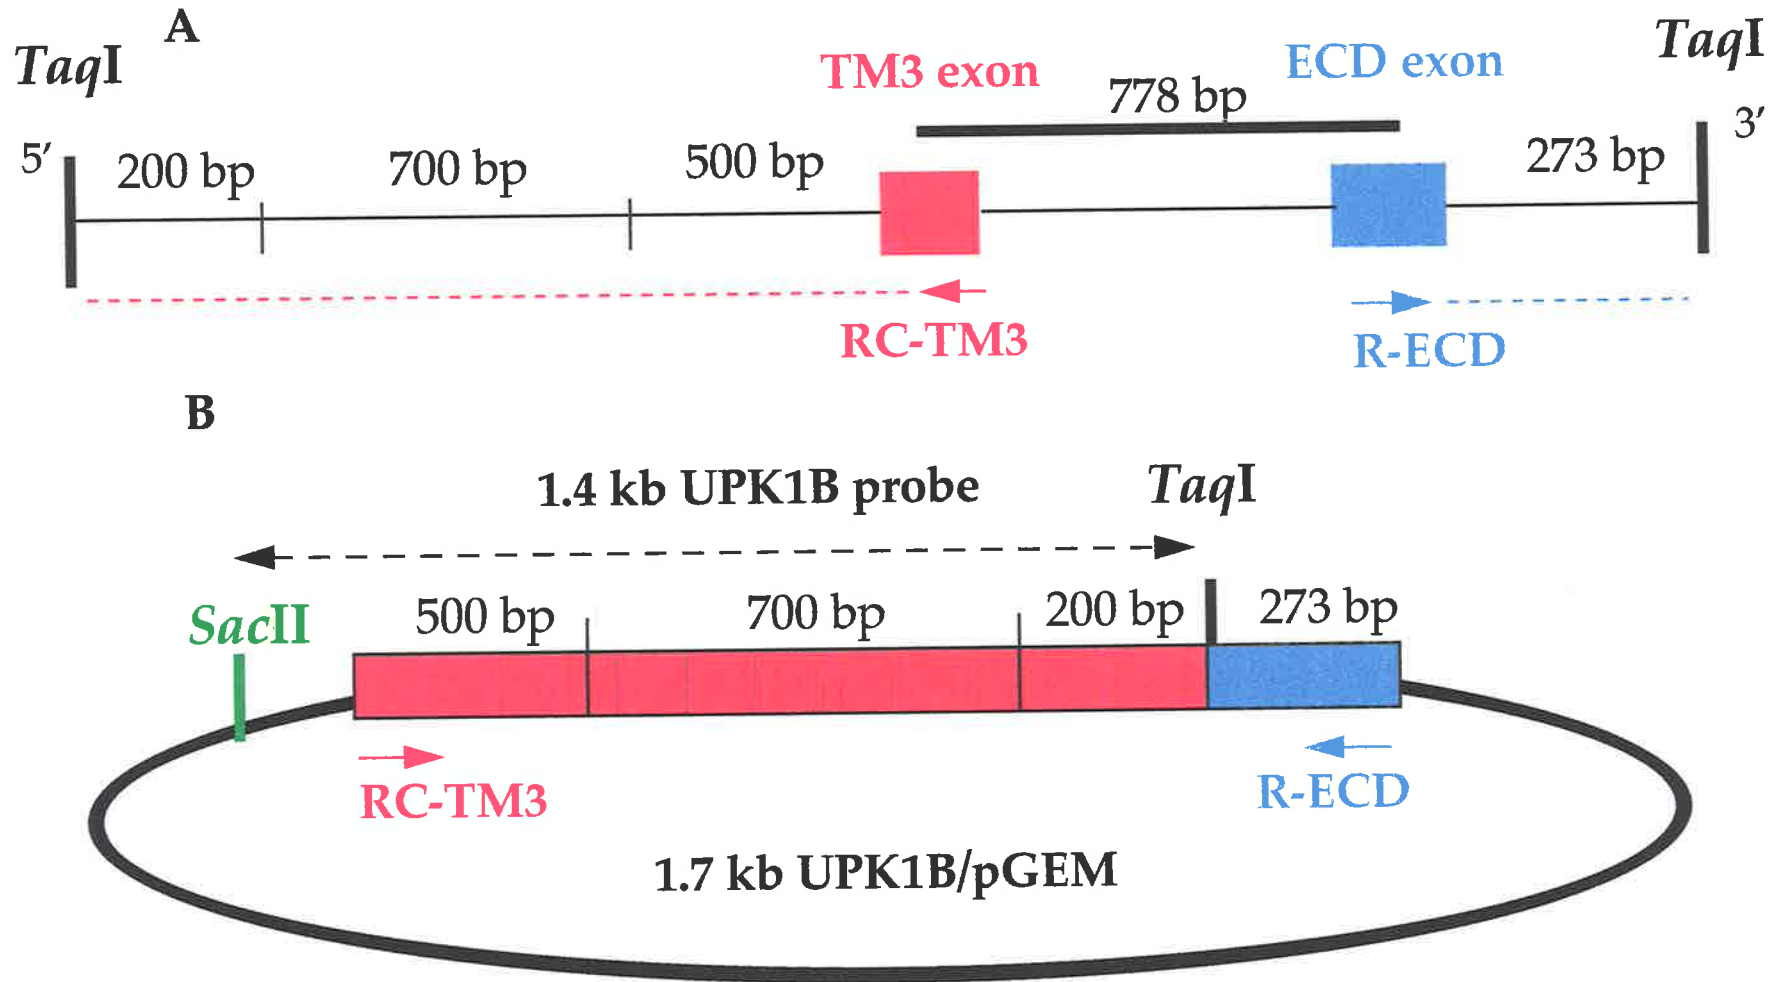 A
TaqI
TaqI
TM3 exon
ECD exon
778 bp
5′
3′
200 bp
700 bp
500 bp
273 bp
RC-TM3
R-ECD
B
1.4 kb UPK1B probe
TaqI
SacII
500 bp
700 bp
200 bp
273 bp
RC-TM3
R-ECD
1.7 kb UPK1B/pGEM